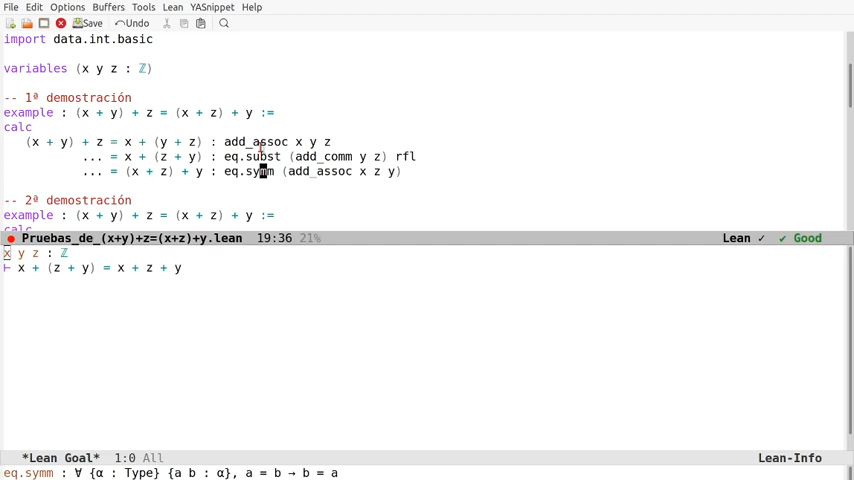 File Edit Options Buffers Tools Lean YASnippet Help
Save Undo
import data.int.basic
variables (x y z : ℤ)
-- 1ª demostración
example : (x + y) + z = (x + z) + y :=
calc
(x + y) + z = x + (y + z) : add_assoc x y z
... = x + (z + y) : eq.subst (add_comm y z) rfl
... = (x + z) + y : eq.symm (add_assoc x z y)
-- 2ª demostración
example : (x + y) + z = (x + z) + y :=
calc
Pruebas_de_(x+y)+z=(x+z)+y.lean 19:36 21% Lean ✓ ✓ Good
x y z : ℤ
⊢ x + (z + y) = x + z + y
*Lean Goal* 1:0 All Lean-Info
eq.symm : ∀ {α : Type} {a b : α}, a = b → b = a